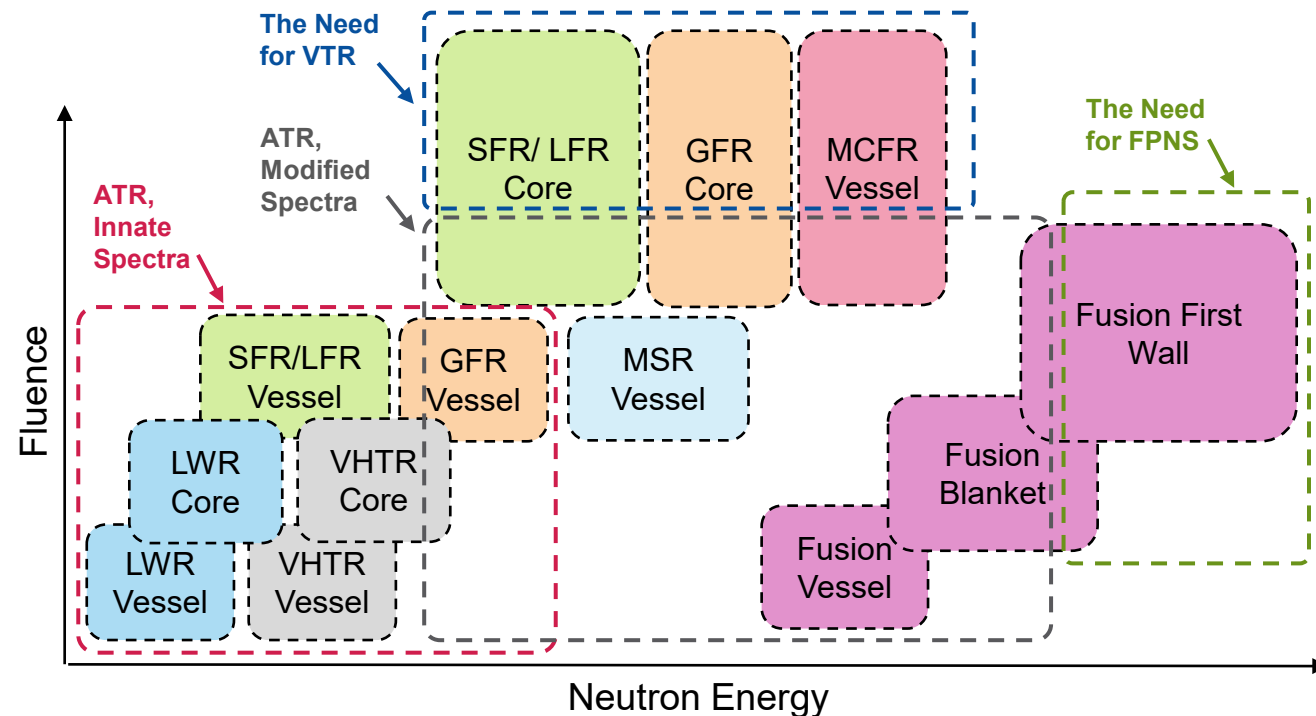 The Need
for VTR
ATR,
Modified
Spectra
ATR,
Innate
Spectra
The Need
for FPNS
SFR/ LFR
Core
GFR
Core
MCFR
Vessel
SFR/LFR
Vessel
GFR
Vessel
MSR
Vessel
Fusion First
Wall
LWR
Core
VHTR
Core
Fusion
Blanket
LWR
Vessel
VHTR
Vessel
Fusion
Vessel
Fluence
Neutron Energy